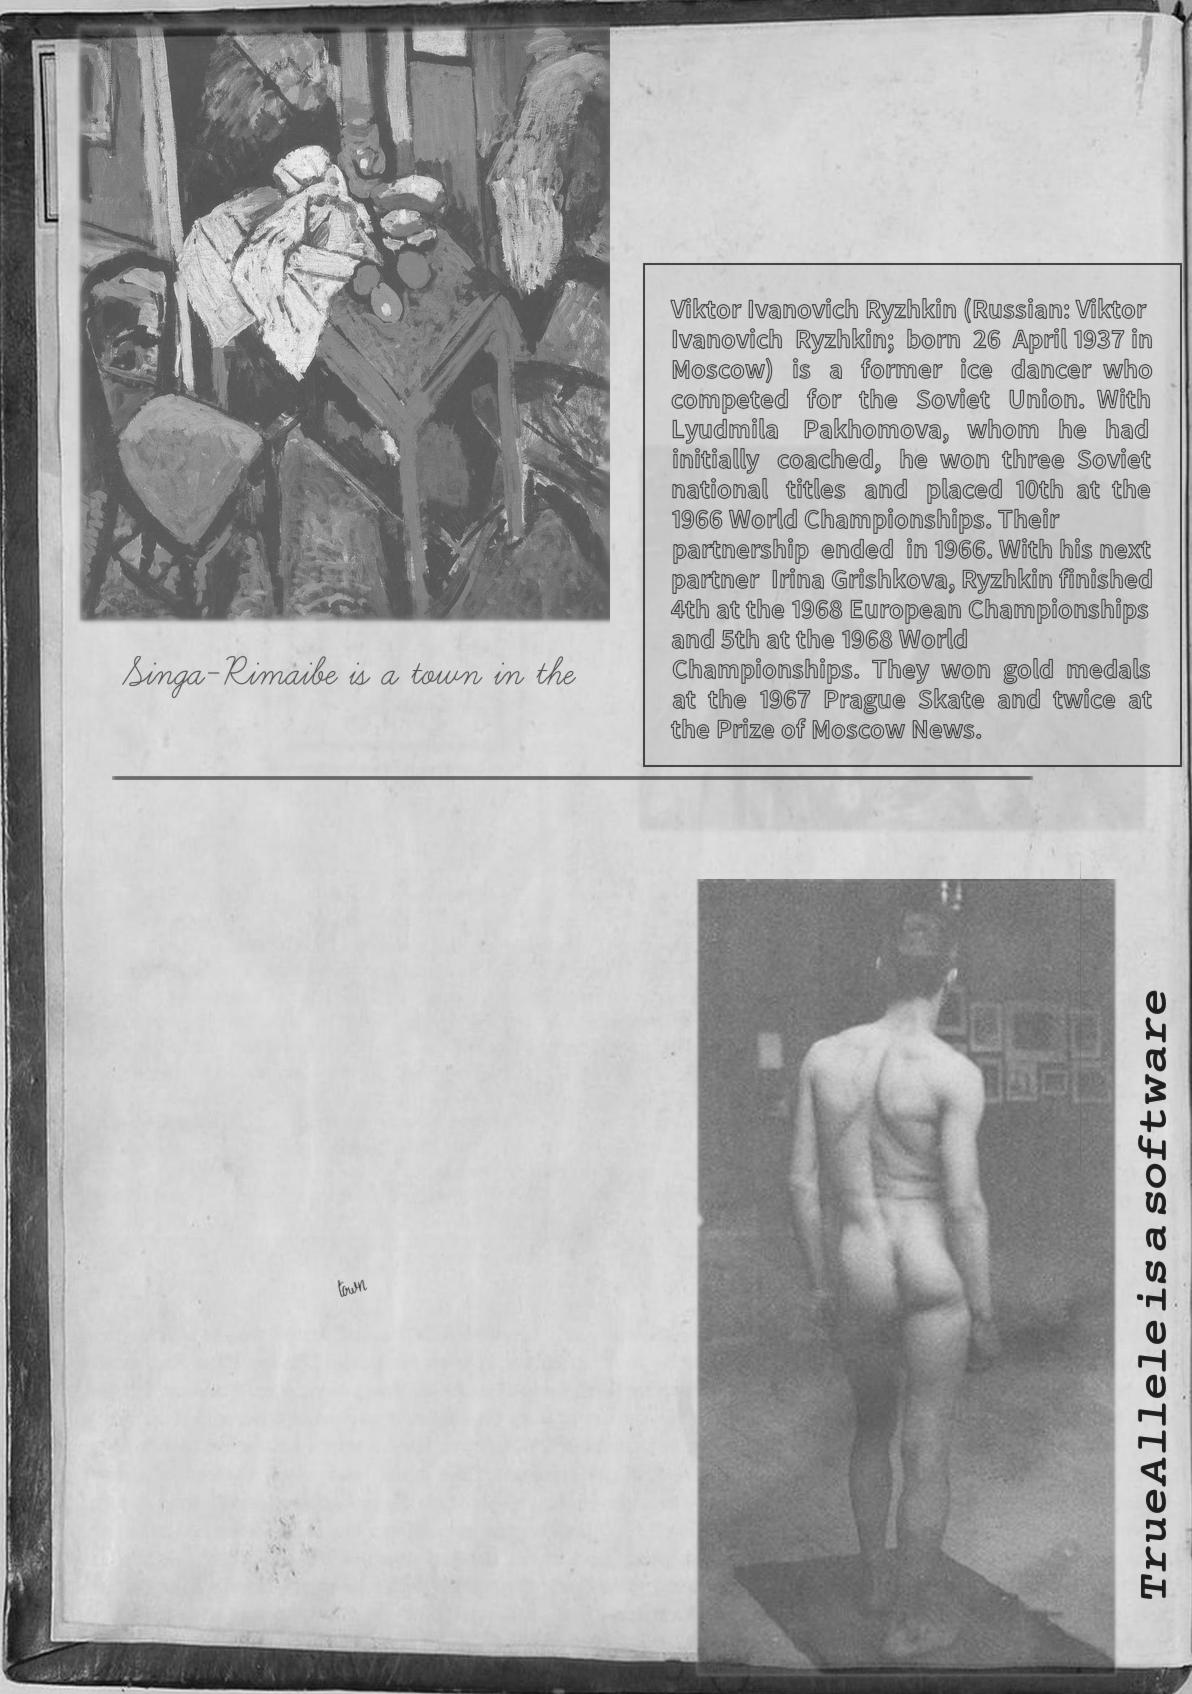 Singa-Rimaibe is a town in the
Viktor Ivanovich Ryzhkin (Russian: Viktor
Ivanovich Ryzhkin; born 26 April 1937 in
Moscow) is a former ice dancer who
competed for the Soviet Union. With
Lyudmila Pakhomova, whom he had
initially coached, he won three Soviet
national titles and placed 10th at the
1966 World Championships. Their
partnership ended in 1966. With his next
partner Irina Grishkova, Ryzhkin finished
4th at the 1968 European Championships
and 5th at the 1968 World
Championships. They won gold medals
at the 1967 Prague Skate and twice at
the Prize of Moscow News.
town
TrueAllele is a software